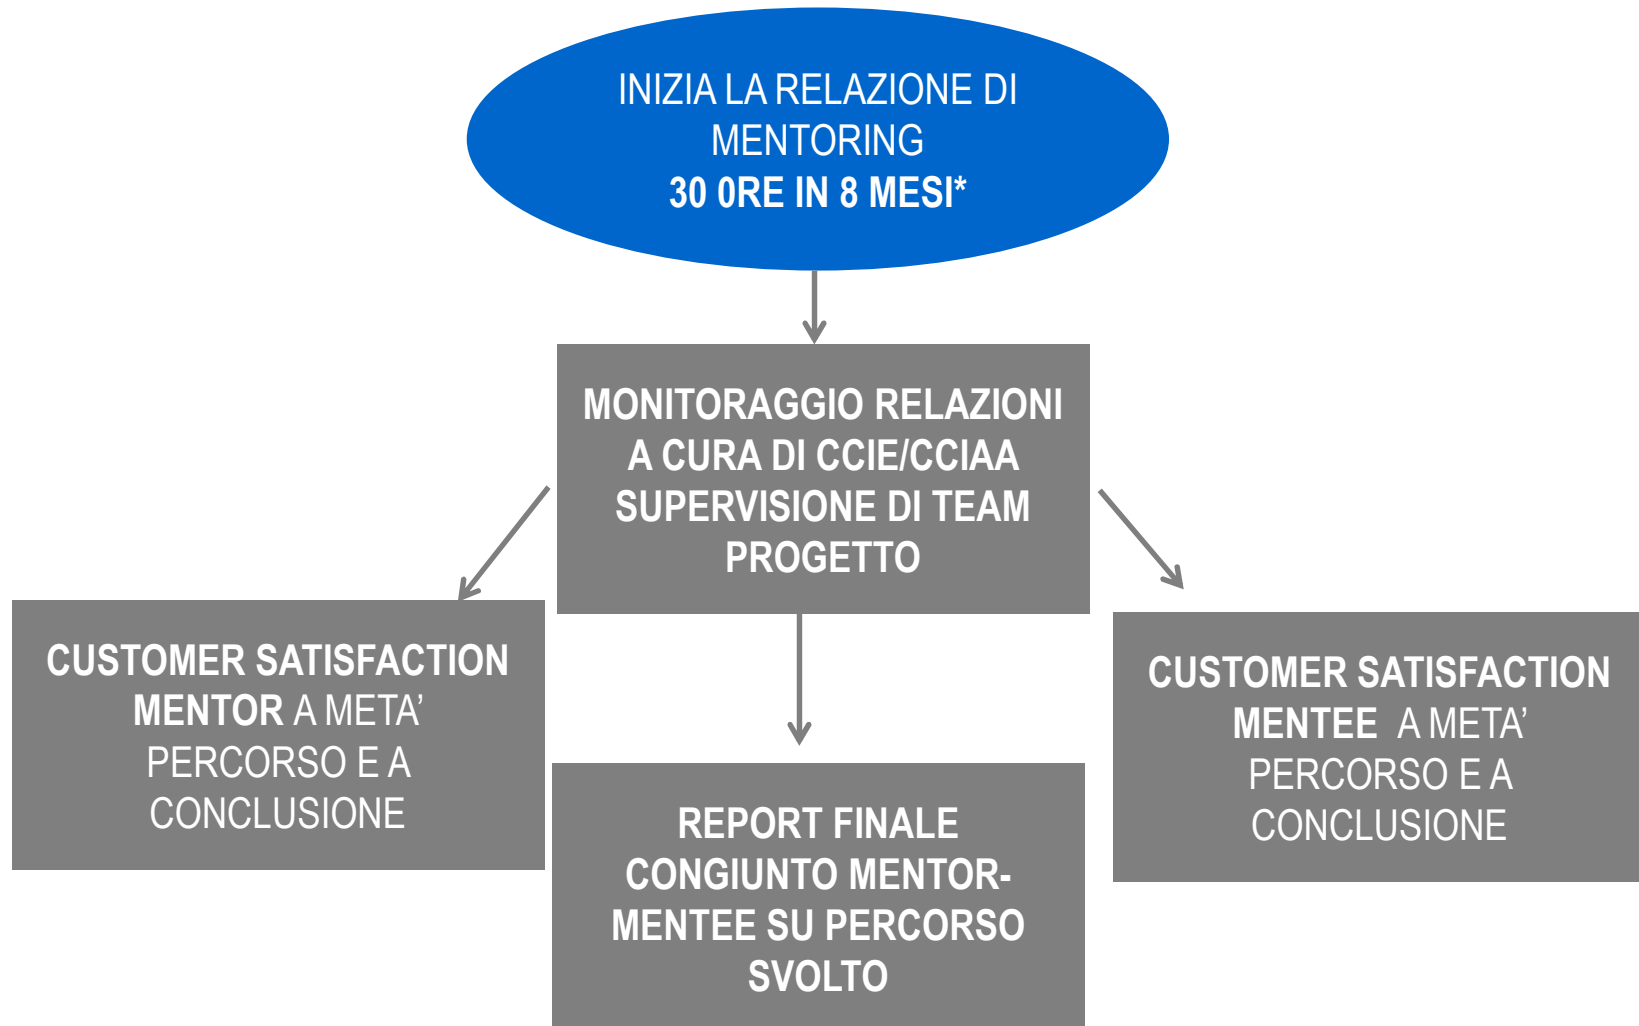 INIZIA LA RELAZIONE DI
MENTORING
30 0RE IN 8 MESI*
MONITORAGGIO RELAZIONI
A CURA DI CCIE/CCIAA
SUPERVISIONE DI TEAM
PROGETTO
CUSTOMER SATISFACTION
MENTOR A META’
PERCORSO E A
CONCLUSIONE
CUSTOMER SATISFACTION
MENTEE A META’
PERCORSO E A
CONCLUSIONE
REPORT FINALE
CONGIUNTO MENTOR-
MENTEE SU PERCORSO
SVOLTO